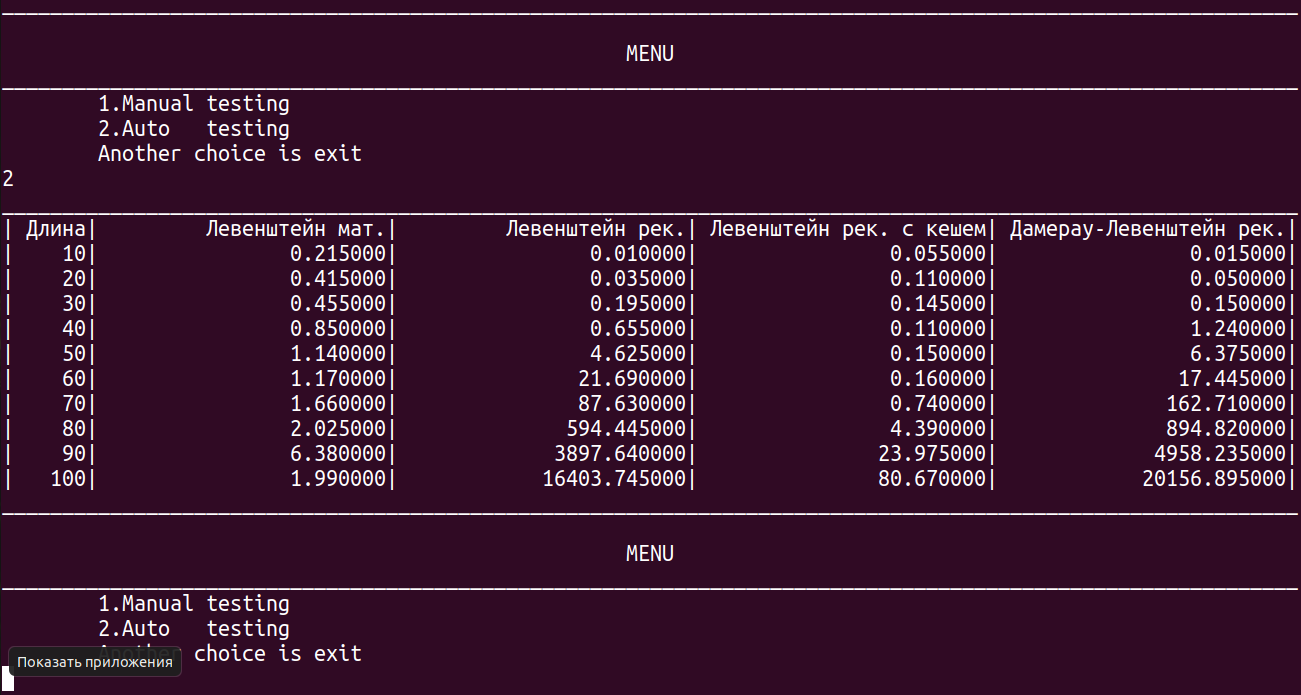 MENU
1.Manual testing
2.Auto   testing
Another choice is exit
2
| Длина| Левенштейн мат.| Левенштейн рек.| Левенштейн рек. с кешем| Дамерау-Левенштейн рек.|
| 10| 0.215000| 0.010000| 0.055000| 0.015000|
| 20| 0.415000| 0.035000| 0.110000| 0.050000|
| 30| 0.455000| 0.195000| 0.145000| 0.150000|
| 40| 0.850000| 0.655000| 0.110000| 1.240000|
| 50| 1.140000| 4.625000| 0.150000| 6.375000|
| 60| 1.170000| 21.690000| 0.160000| 17.445000|
| 70| 1.660000| 87.630000| 0.740000| 162.710000|
| 80| 2.025000| 594.445000| 4.390000| 894.820000|
| 90| 6.380000| 3897.640000| 23.975000| 4958.235000|
| 100| 1.990000| 16403.745000| 80.670000| 20156.895000|
MENU
1.Manual testing
2.Auto   testing
Another choice is exit
Показать приложения